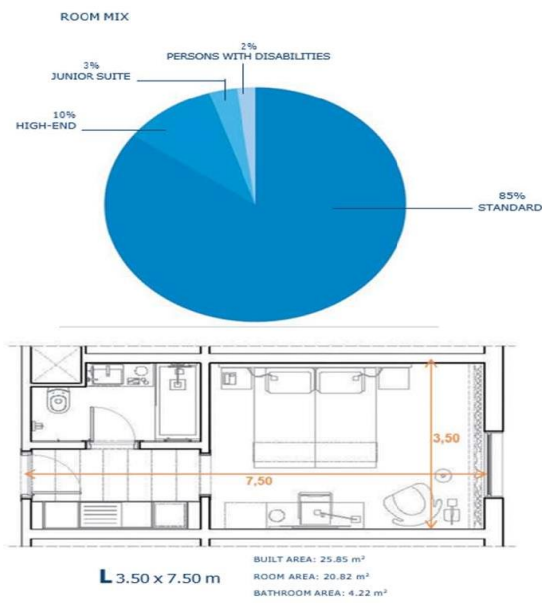 ROOM MIX
2%
PERSONS WITH DISABILITIES
3%
JUNIOR SUITE
10%
HIGH-END
85%
STANDARD
3,50
7,50
L 3.50 x 7.50 m
BUILT AREA: 25.85 m²
ROOM AREA: 20.82 m²
BATHROOM AREA: 4.22 m²